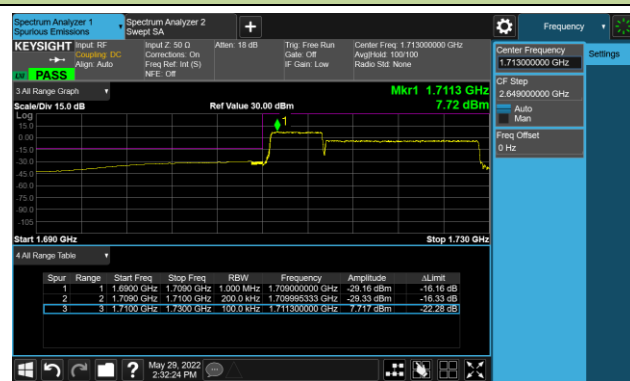 Spectrum Analyzer 1
Spurious Emissions
Spectrum Analyzer 2
Swept SA
+
Frequency
KEYSIGHT
Input: RF
Coupling: DC
Align: Auto
Input Z: 50 Ω
Corrections: On
Freq Ref: Int (S)
NFE: Off
Atten: 18 dB
Trig: Free Run
Gate: Off
IF Gain: Low
Center Freq: 1.713000000 GHz
Avg|Hold: 100/100
Radio Std: None
PASS
Center Frequency
1.713000000 GHz
Settings
3 All Range Graph
Mkr1 1.7113 GHz
7.72 dBm
Scale/Div 15.0 dB
Ref Value 30.00 dBm
Log
15.0
0.00
-15.0
-30.0
-45.0
-60.0
-75.0
-90.0
-105
1
Start 1.690 GHz
Stop 1.730 GHz
CF Step
2.649000000 GHz
Auto
Man
Freq Offset
0 Hz
4 All Range Table
Spur Range Start Freq Stop Freq RBW Frequency Amplitude ΔLimit
1 1 1.6900 GHz 1.7090 GHz 1.000 MHz 1.709000000 GHz -29.16 dBm -16.16 dB
2 2 1.7090 GHz 1.7100 GHz 200.0 kHz 1.709995333 GHz -29.33 dBm -16.33 dB
3 3 1.7100 GHz 1.7300 GHz 100.0 kHz 1.711300000 GHz 7.717 dBm -22.28 dB
?
May 29, 2022
2:32:24 PM